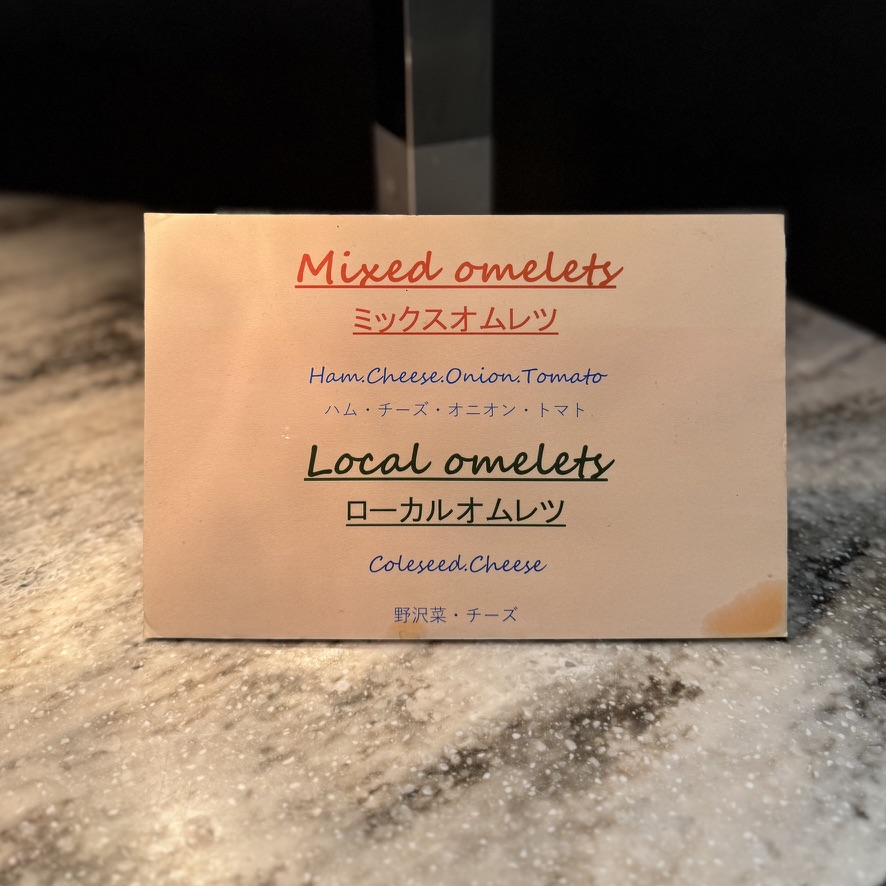 Mixed omelets
ミックスオムレツ
Ham.Cheese.Onion.Tomato
ハム・チーズ・オニオン・トマト
Local omelets
ローカルオムレツ
Coleseed.Cheese
野沢菜・チーズ